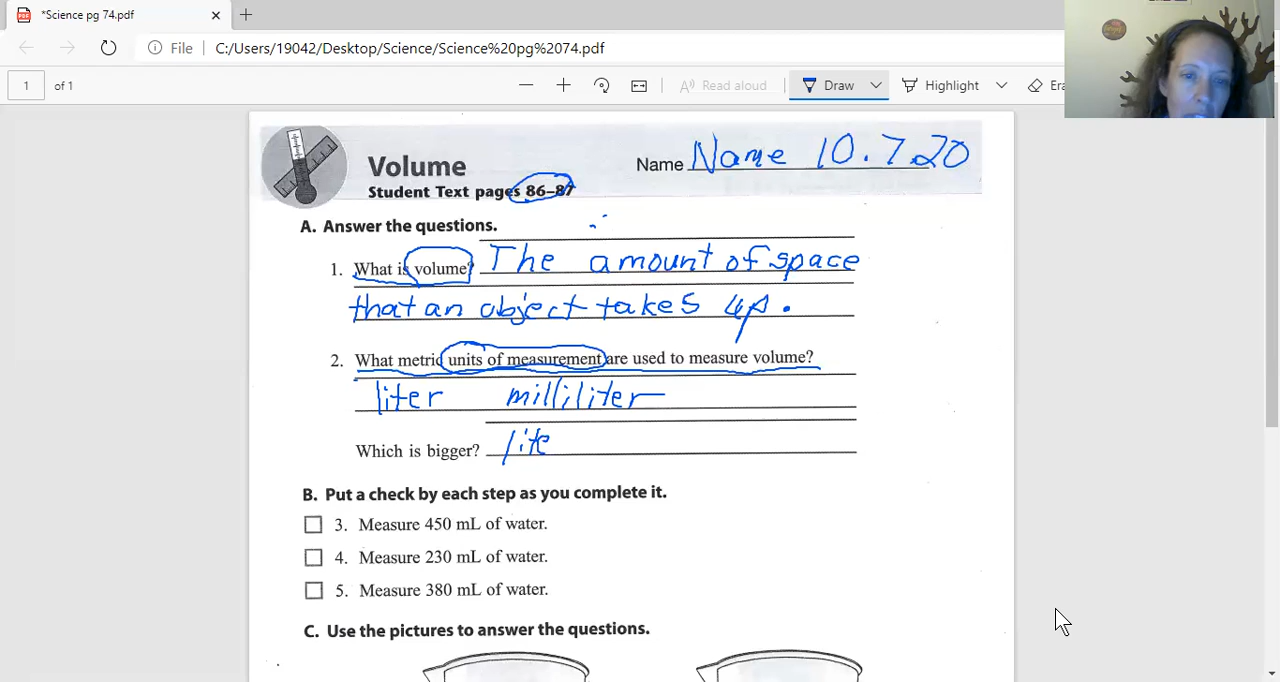 *Science pg 74.pdf
File C:/Users/19042/Desktop/Science/Science%20pg%2074.pdf
1 of 1 Read aloud Draw Highlight Era
Volume
Name Name 10.7.20
Student Text pages 86–87
A. Answer the questions.
1. What is volume? The amount of space
that an object takes up.
2. What metric units of measurement are used to measure volume?
liter milliliter
Which is bigger? lite
B. Put a check by each step as you complete it.
3. Measure 450 mL of water.
4. Measure 230 mL of water.
5. Measure 380 mL of water.
C. Use the pictures to answer the questions.